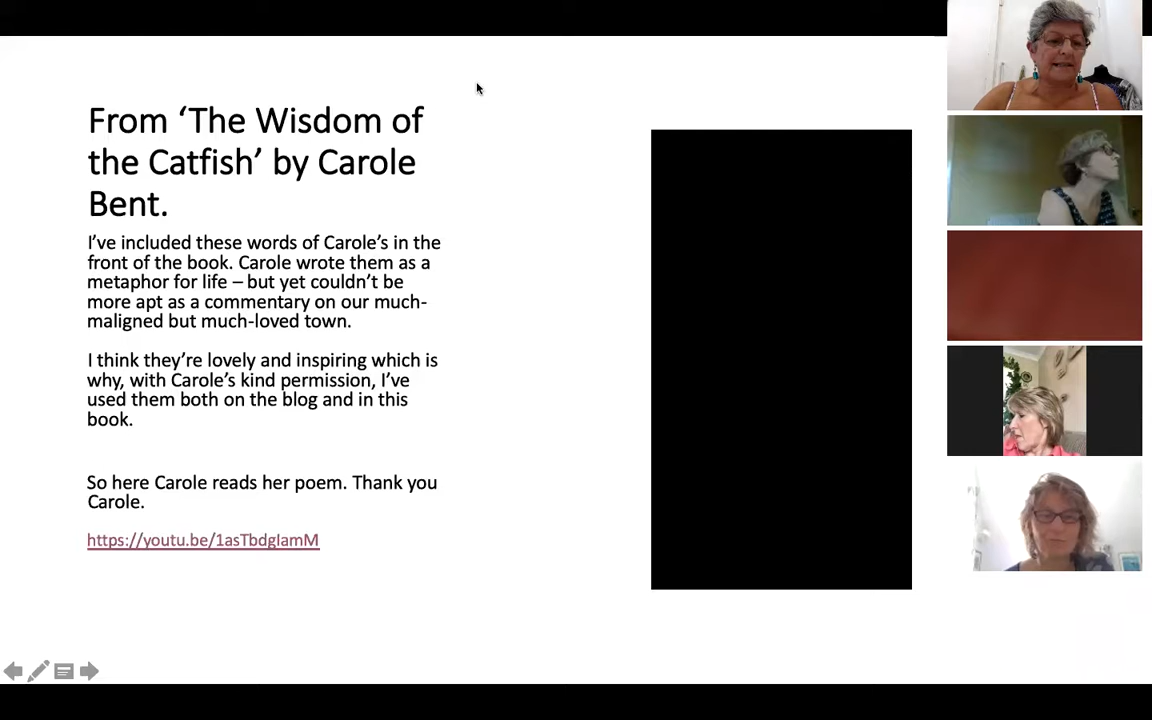 From ‘The Wisdom of
the Catfish’ by Carole
Bent.
I’ve included these words of Carole’s in the
front of the book. Carole wrote them as a
metaphor for life – but yet couldn’t be
more apt as a commentary on our much-
maligned but much-loved town.
I think they’re lovely and inspiring which is
why, with Carole’s kind permission, I’ve
used them both on the blog and in this
book.
So here Carole reads her poem. Thank you
Carole.
https://youtu.be/1asTbdgIamM